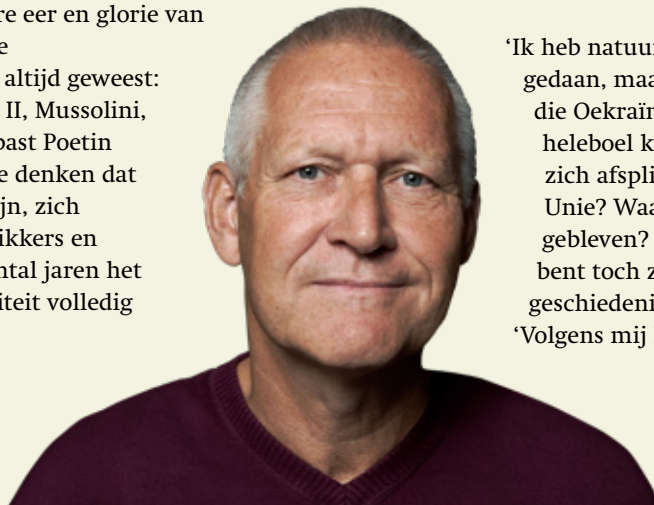 re eer en glorie van
e
altijd geweest:
II, Mussolini,
past Poetin
e denken dat
ijn, zich
ikkers en
ntal jaren het
iteit volledig
‘Ik heb natuur
gedaan, maa
die Oekraïn
heleboel k
zich afspli
Unie? Waa
gebleven?
bent toch z
geschiedeni
‘Volgens mij